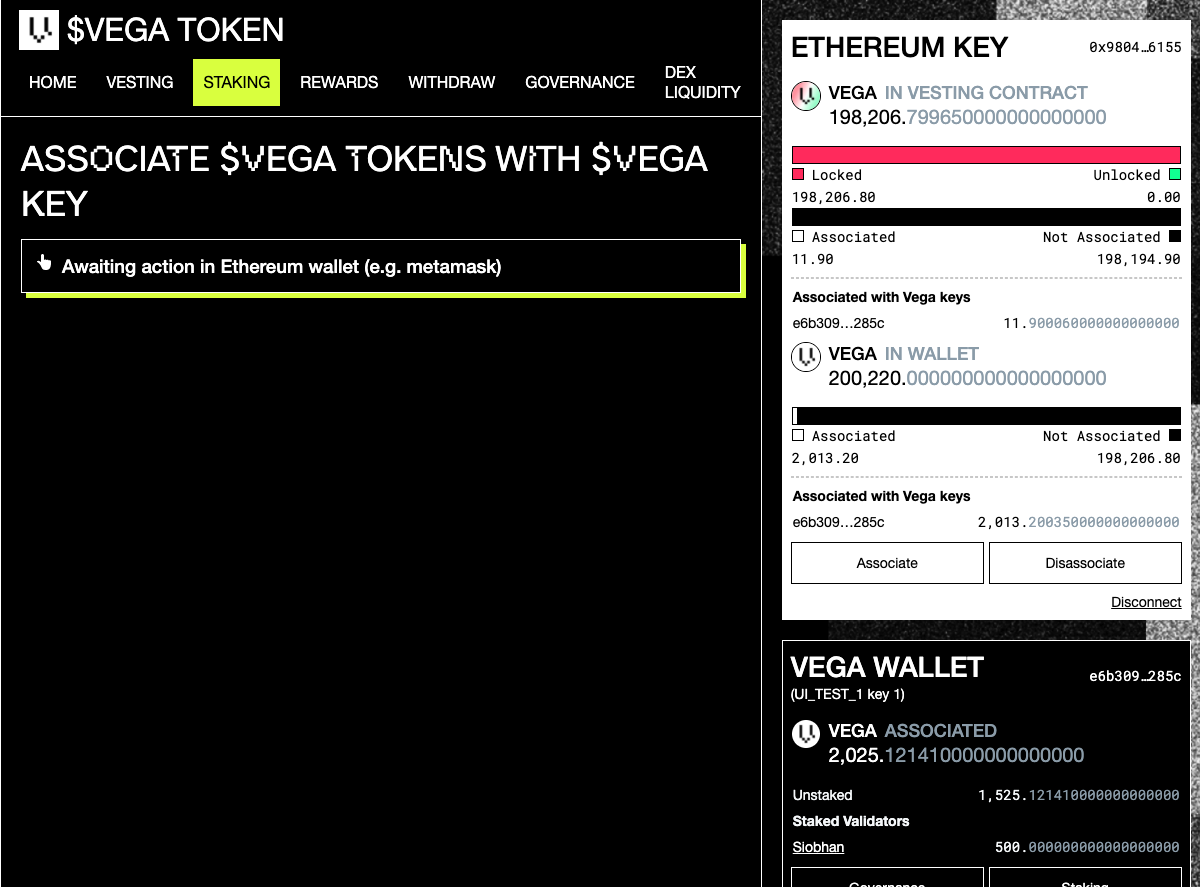 $VEGA TOKEN
HOME VESTING STAKING REWARDS WITHDRAW GOVERNANCE DEX LIQUIDITY
ASSOCIATE $VEGA TOKENS WITH $VEGA
KEY
Awaiting action in Ethereum wallet (e.g. metamask)
ETHEREUM KEY 0x9804…6155
VEGA IN VESTING CONTRACT
198,206.799650000000000000
Locked Unlocked
198,206.80 0.00
Associated Not Associated
11.90 198,194.90
Associated with Vega keys
e6b309…285c 11.900060000000000000
VEGA IN WALLET
200,220.000000000000000000
Associated Not Associated
2,013.20 198,206.80
Associated with Vega keys
e6b309…285c 2,013.200350000000000000
Associate Disassociate
Disconnect
VEGA WALLET e6b309…285c
(UI_TEST_1 key 1)
VEGA ASSOCIATED
2,025.121410000000000000
Unstaked 1,525.121410000000000000
Staked Validators
Siobhan 500.000000000000000000
Governance Staking